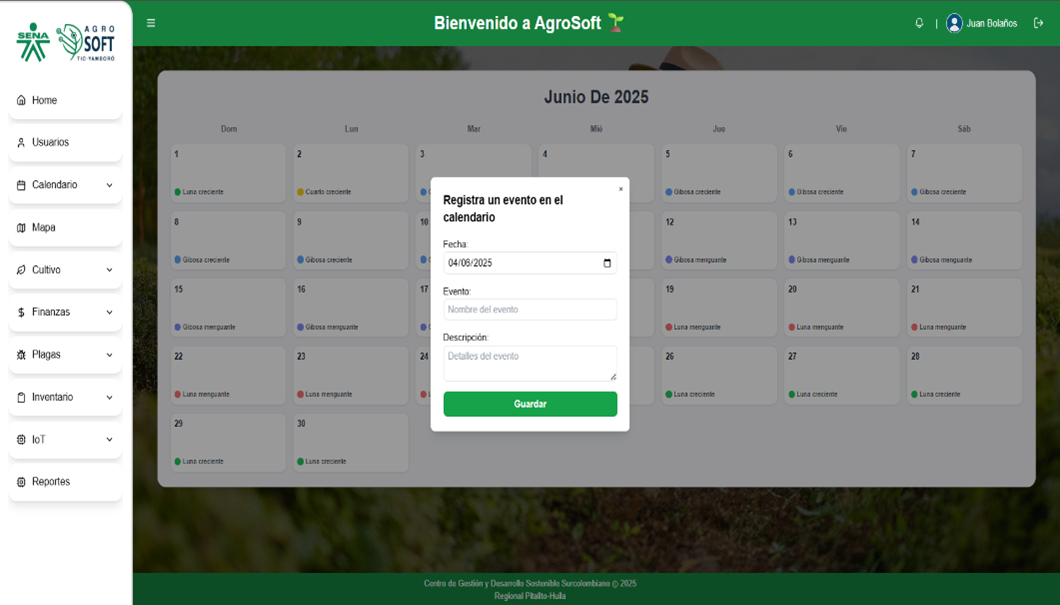 SENA
AGRO
SOFT
TIC-YAMBORÓ
Home
Usuarios
Calendario
Mapa
Cultivo
Finanzas
Plagas
Inventario
IoT
Reportes
Bienvenido a AgroSoft
| Juan Bolaños
Junio De 2025
Dom Lun Mar Mié Jue Vie Sáb
1 2 3 4 5 6 7
Luna creciente Cuarto creciente Gibosa creciente Gibosa creciente Gibosa creciente
8 9 10 12 13 14
Gibosa creciente Gibosa creciente Gibosa menguante Gibosa menguante Gibosa menguante
15 16 17 19 20 21
Gibosa menguante Gibosa menguante Luna menguante Luna menguante Luna menguante
22 23 24 26 27 28
Luna menguante Luna menguante Luna creciente Luna creciente Luna creciente
29 30
Luna creciente Luna creciente
×
Registra un evento en el
calendario
Fecha:
04/06/2025
Evento:
Nombre del evento
Descripción:
Detalles del evento
Guardar
Centro de Gestión y Desarrollo Sostenible Surcolombiano © 2025
Regional Pitalito-Huila